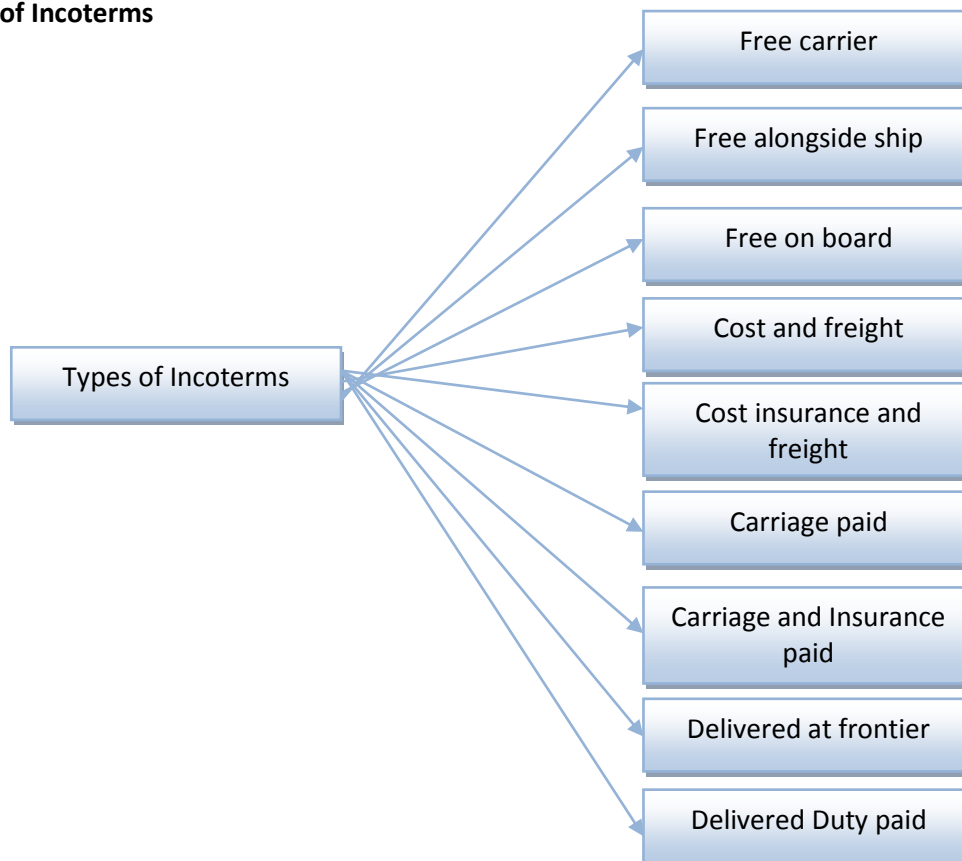 of Incoterms
Free carrier
Free alongside ship
Free on board
Cost and freight
Types of Incoterms
Cost insurance and
freight
Carriage paid
Carriage and Insurance
paid
Delivered at frontier
Delivered Duty paid